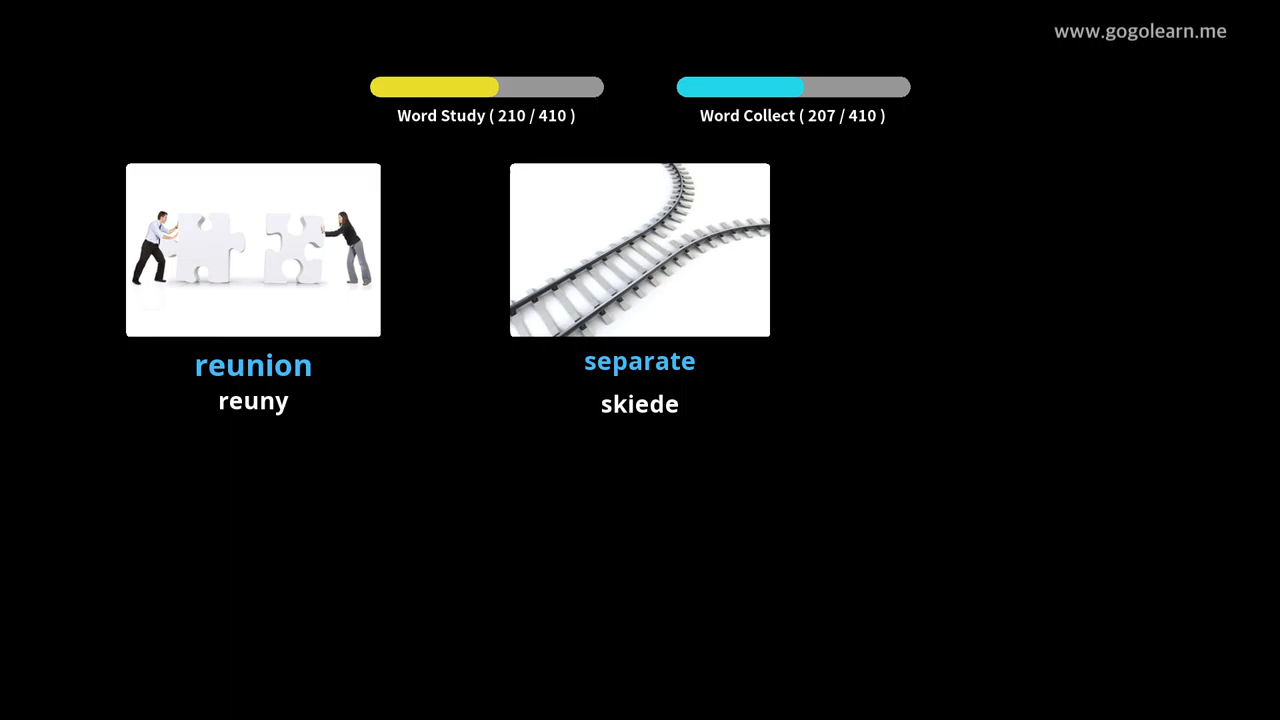 www.gogolearn.me
Word Study ( 210 / 410 )
Word Collect ( 207 / 410 )
reunion
reuny
separate
skiede